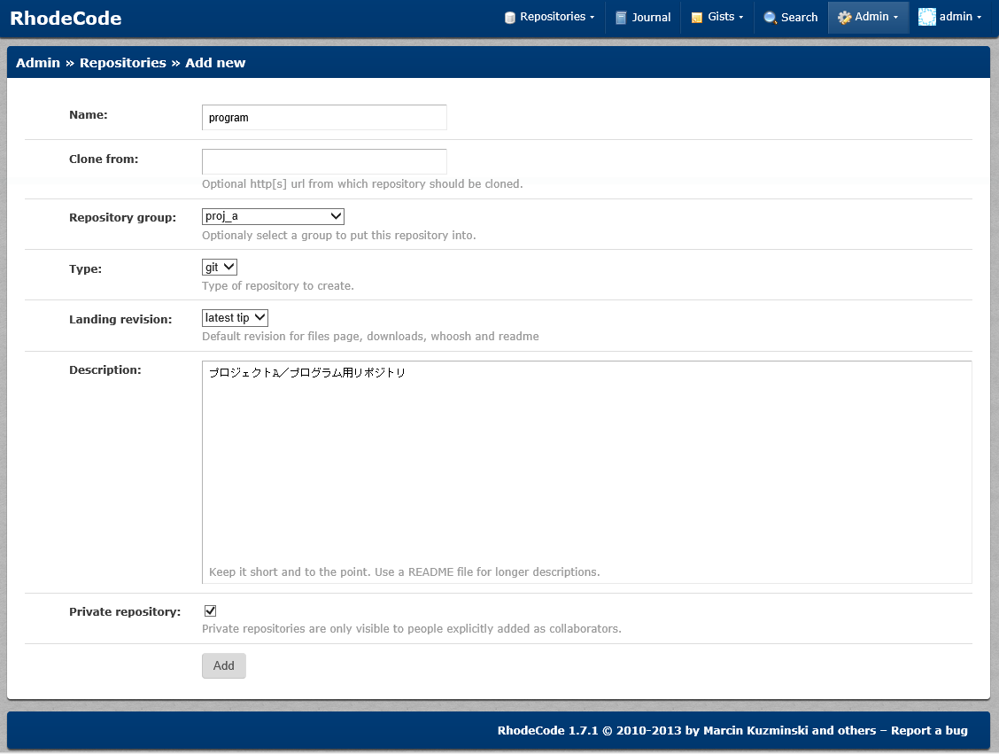 RhodeCode
Repositories Journal Gists Search Admin admin
Admin » Repositories » Add new
Name: program
Clone from:
Optional http[s] url from which repository should be cloned.
Repository group: proj_a
Optionaly select a group to put this repository into.
Type: git
Type of repository to create.
Landing revision: latest tip
Default revision for files page, downloads, whoosh and readme
Description: プロジェクトA/プログラム用リポジトリ
Keep it short and to the point. Use a README file for longer descriptions.
Private repository:
Private repositories are only visible to people explicitly added as collaborators.
Add
RhodeCode 1.7.1 © 2010-2013 by Marcin Kuzminski and others – Report a bug